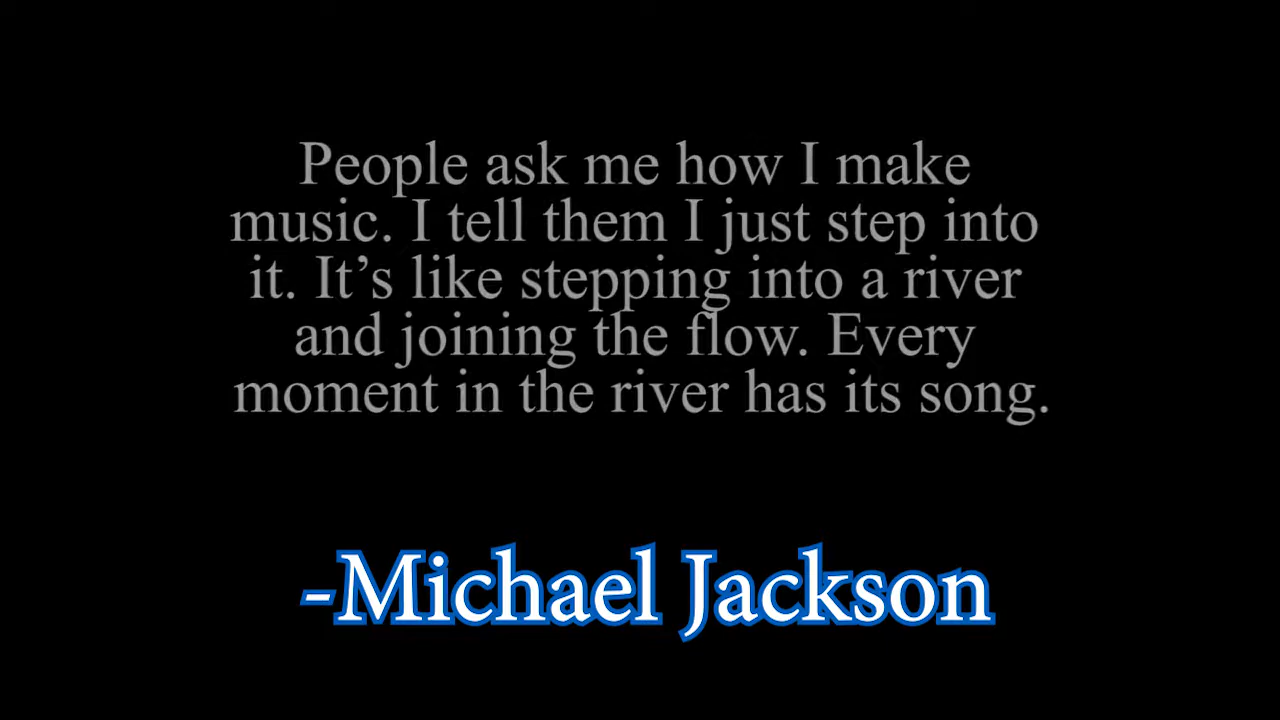 People ask me how I make
music. I tell them I just step into
it. It’s like stepping into a river
and joining the flow. Every
moment in the river has its song.
-Michael Jackson